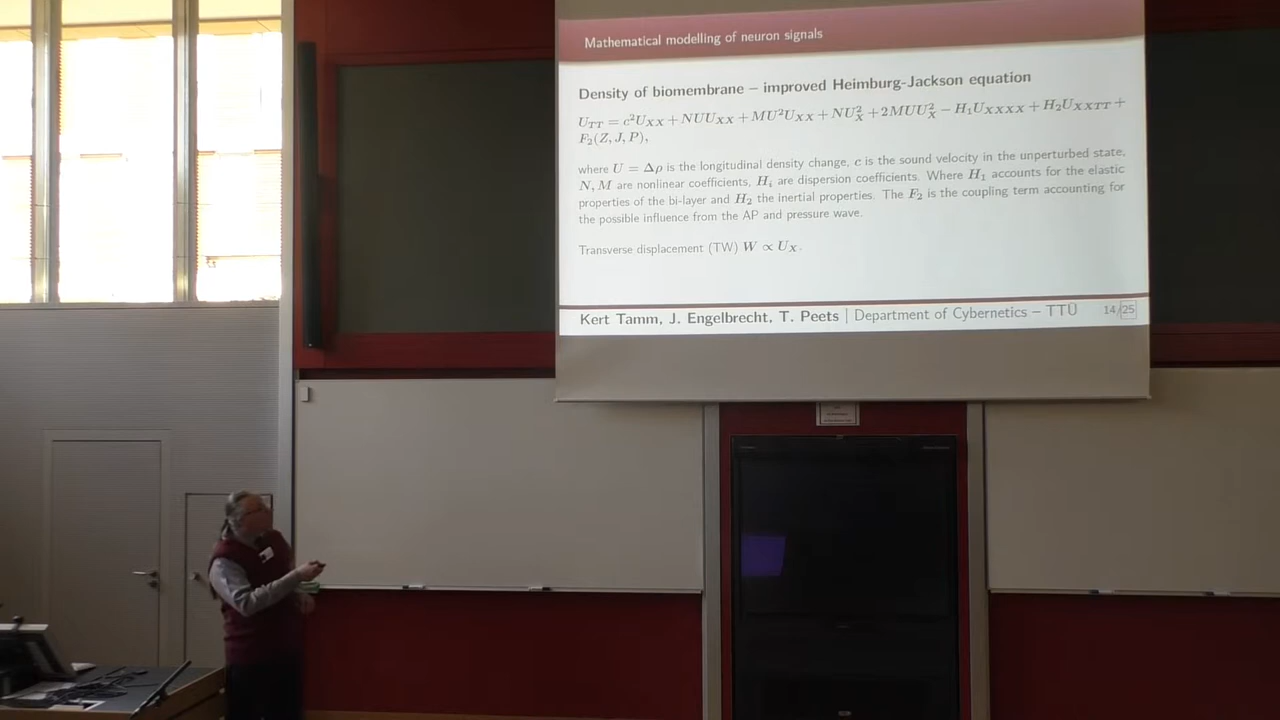 Mathematical modelling of neuron signals
Density of biomembrane – improved Heimburg-Jackson equation
U_TT = c²U_XX + NUU_XX + MU²U_XX + NU_X² + 2MUU_X² − H₁U_XXXX + H₂U_XXTT +
F₂(Z, J, P),
where U = Δρ is the longitudinal density change, c is the sound velocity in the unperturbed state,
N, M are nonlinear coefficients, Hᵢ are dispersion coefficients. Where H₁ accounts for the elastic
properties of the bi-layer and H₂ the inertial properties. The F₂ is the coupling term accounting for
the possible influence from the AP and pressure wave.
Transverse displacement (TW) W ∝ U_X.
Kert Tamm, J. Engelbrecht, T. Peets | Department of Cybernetics – TTÜ 14/25